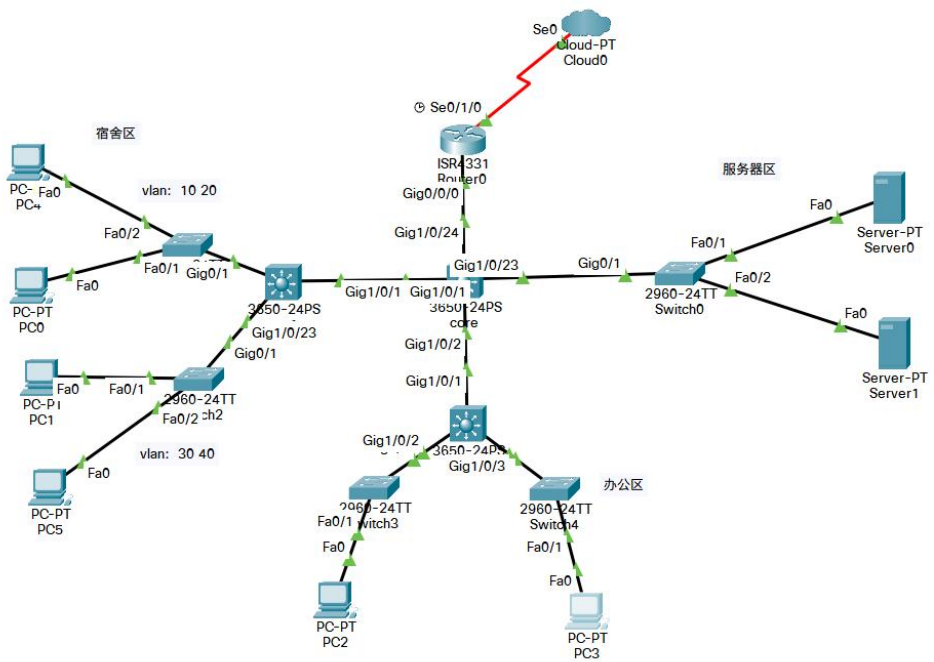 Se0
Cloud-PT
Cloud0
Se0/1/0
宿舍区
ISR4331
Router0
服务器区
PC-
Fa0
PC4
vlan: 10 20
Gig0/0/0
Fa0
Server-PT
Server0
Fa0/2
Gig1/0/24
Fa0/1
Fa0/1
Gig0/1
Gig1/0/23
Gig0/1
Fa0
Fa0/2
PC-PT
PC0
Gig1/0/1
Gig1/0/1
2960-24TT
Switch0
3650-24PS
3650-24PS
core
Fa0
Gig1/0/23
Gig1/0/2
Gig0/1
Server-PT
Server1
Fa0
Fa0/1
Gig1/0/1
PC1
2960-24TT
Fa0/2
Gig1/0/2
3650-24PS
vlan: 30 40
Gig1/0/3
Fa0
办公区
PC-PT
PC5
2960-24TT
2960-24TT
Switch4
Fa0/1
Fa0
Fa0/1
Fa0
PC-PT
PC2
PC-PT
PC3